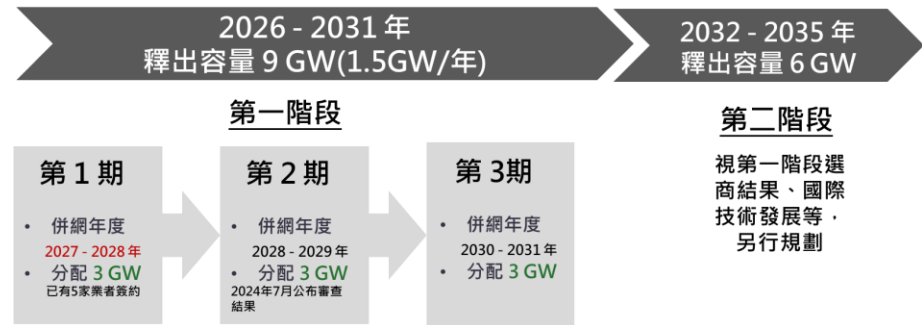 2026 - 2031 年
釋出容量 9 GW(1.5GW/年)
2032 - 2035 年
釋出容量 6 GW
第一階段
第二階段
第 1 期
• 併網年度
2027 - 2028 年
• 分配 3 GW
已有5家業者簽約
第 2 期
• 併網年度
2028 - 2029 年
• 分配 3 GW
2024年7月公布審查
結果
第 3期
• 併網年度
2030 - 2031 年
• 分配 3 GW
視第一階段選
商結果、國際
技術發展等，
另行規劃